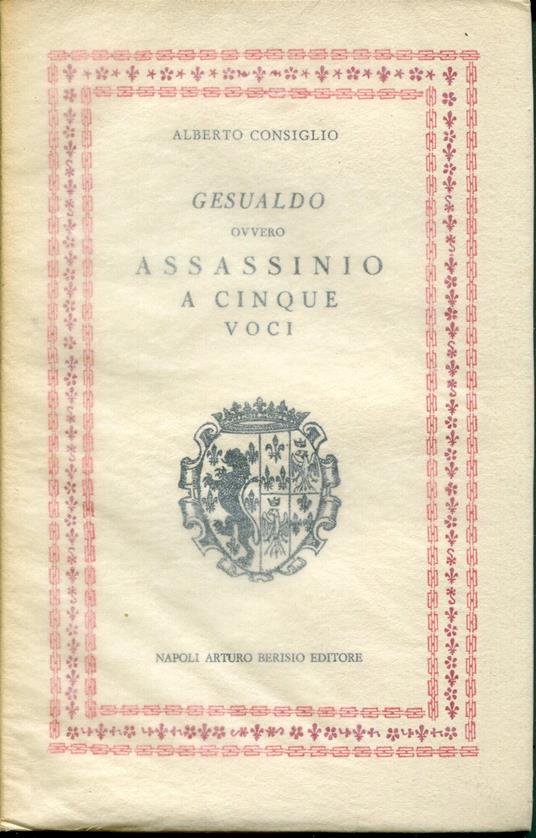 ALBERTO CONSIGLIO
GESUALDO
OVVERO
ASSASSINIO
A CINQUE
VOCI
NAPOLI ARTURO BERISIO EDITORE